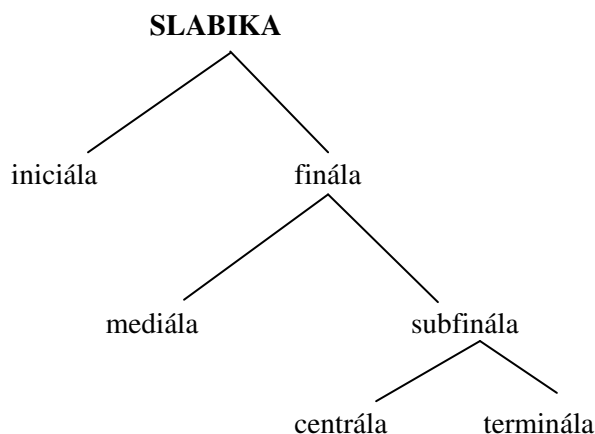 SLABIKA
iniciála finála
mediála subfinála
centrála terminála